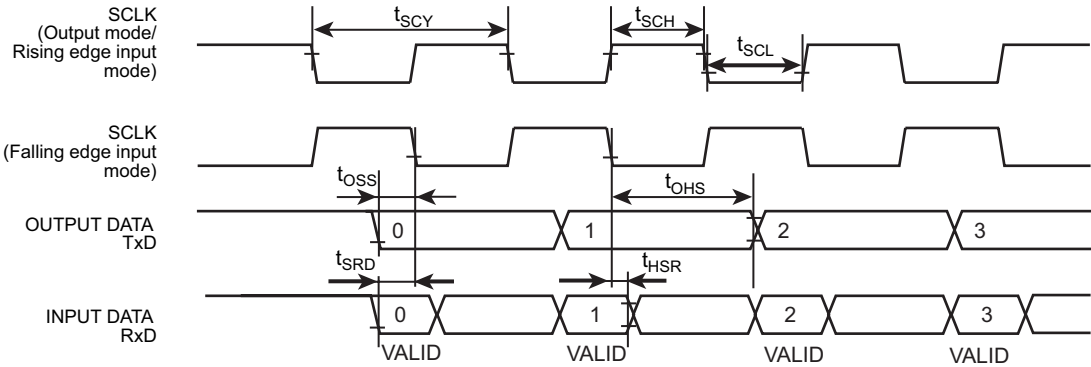 SCLK
(Output mode/
Rising edge input
mode)
tSCY
tSCH
tSCL
SCLK
(Falling edge input
mode)
tOSS
tOHS
OUTPUT DATA
TxD
0
1
2
3
tSRD
tHSR
INPUT DATA
RxD
0
1
2
3
VALID
VALID
VALID
VALID